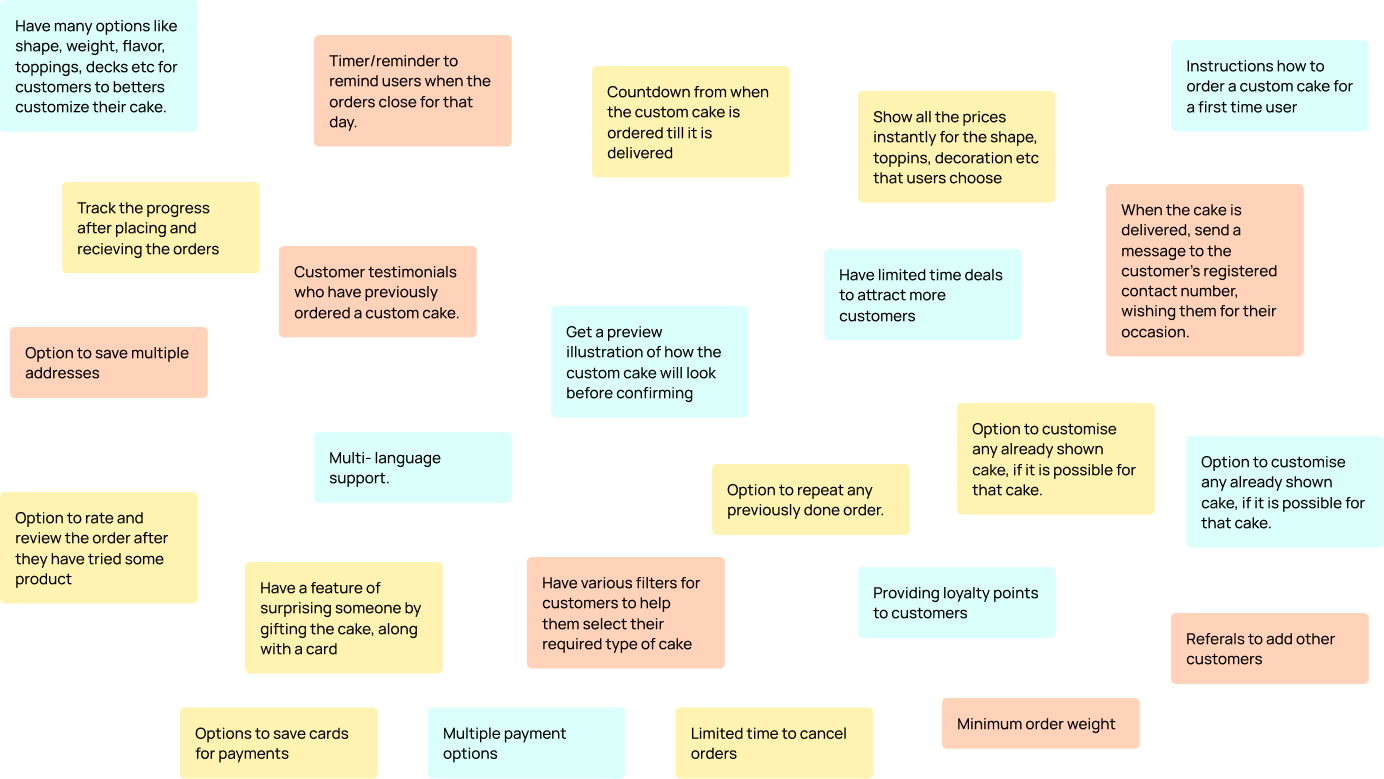 Have many options like
shape, weight, flavor,
toppings, decks etc for
customers to betters
customize their cake.
Timer/reminder to
remind users when the
orders close for that
day.
Countdown from when
the custom cake is
ordered till it is
delivered
Show all the prices
instantly for the shape,
toppins, decoration etc
that users choose
Instructions how to
order a custom cake for
a first time user
Track the progress
after placing and
recieving the orders
Customer testimonials
who have previously
ordered a custom cake.
Have limited time deals
to attract more
customers
When the cake is
delivered, send a
message to the
customer's registered
contact number,
wishing them for their
occasion.
Option to save multiple
addresses
Get a preview
illustration of how the
custom cake will look
before confirming
Multi- language
support.
Option to repeat any
previously done order.
Option to customise
any already shown
cake, if it is possible for
that cake.
Option to customise
any already shown
cake, if it is possible for
that cake.
Option to rate and
review the order after
they have tried some
product
Have a feature of
surprising someone by
gifting the cake, along
with a card
Have various filters for
customers to help
them select their
required type of cake
Providing loyalty points
to customers
Referals to add other
customers
Options to save cards
for payments
Multiple payment
options
Limited time to cancel
orders
Minimum order weight